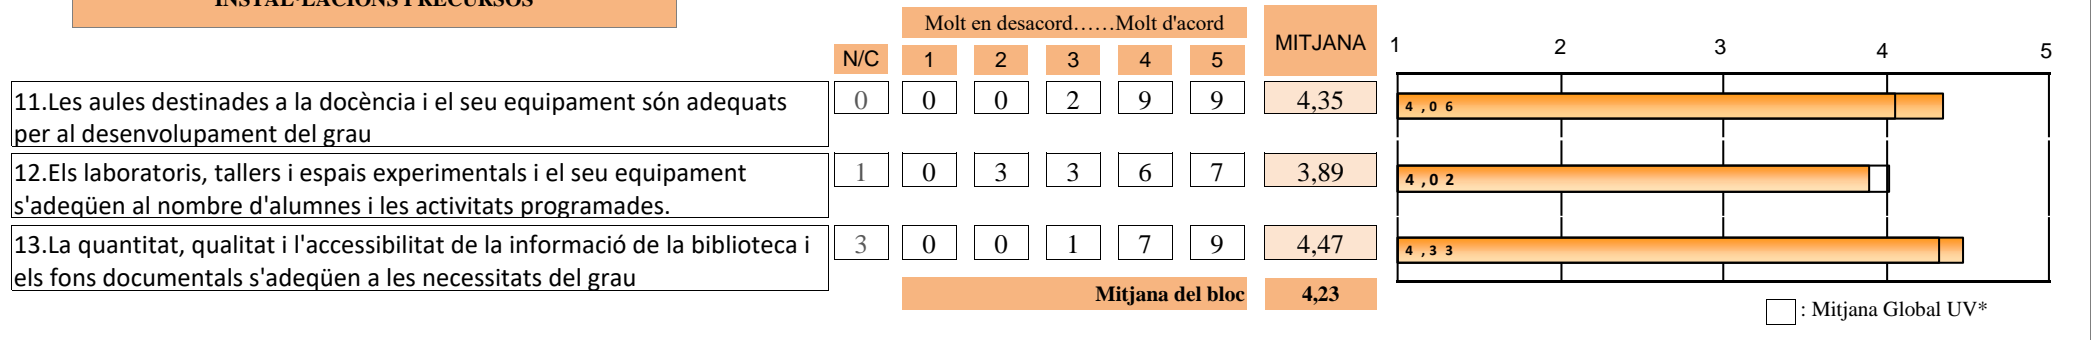 INSTAL·LACIONS I RECURSOS
Molt en desacord……Molt d'acord
MITJANA
N/C 1 2 3 4 5
1 2 3 4 5
11.Les aules destinades a la docència i el seu equipament són adequats
per al desenvolupament del grau
0 0 0 2 9 9 4,35
4,06
12.Els laboratoris, tallers i espais experimentals i el seu equipament
s'adeqüen al nombre d'alumnes i les activitats programades.
1 0 3 3 6 7 3,89
4,02
13.La quantitat, qualitat i l'accessibilitat de la informació de la biblioteca i
els fons documentals s'adeqüen a les necessitats del grau
3 0 0 1 7 9 4,47
4,33
Mitjana del bloc 4,23
: Mitjana Global UV*